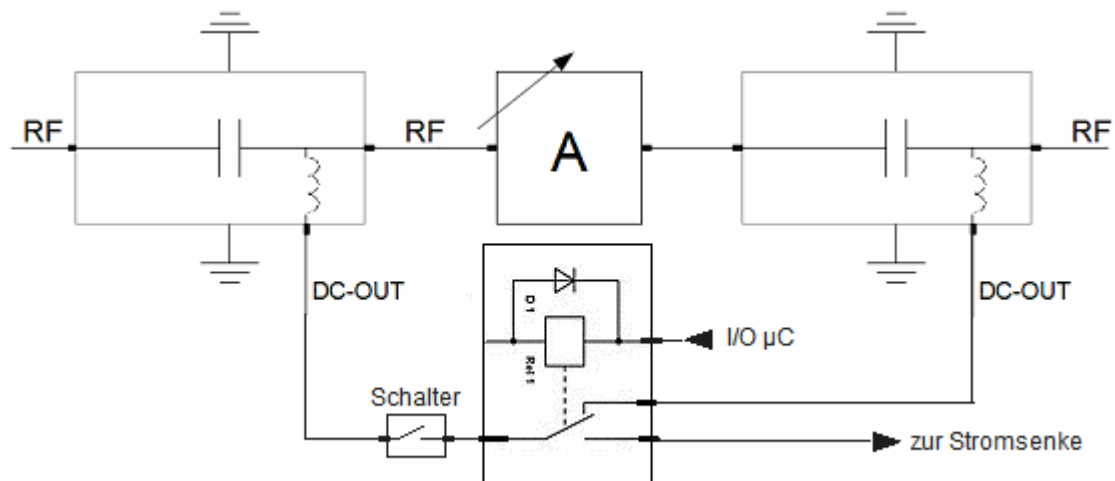 RF
RF
A
RF
DC-OUT
DC-OUT
D1
I/O µC
Rel 1
Schalter
zur Stromsenke